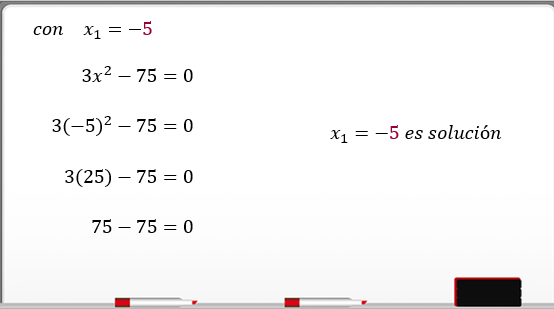 con x₁ = −5
3x² − 75 = 0
3(−5)² − 75 = 0
x₁ = −5 es solución
3(25) − 75 = 0
75 − 75 = 0